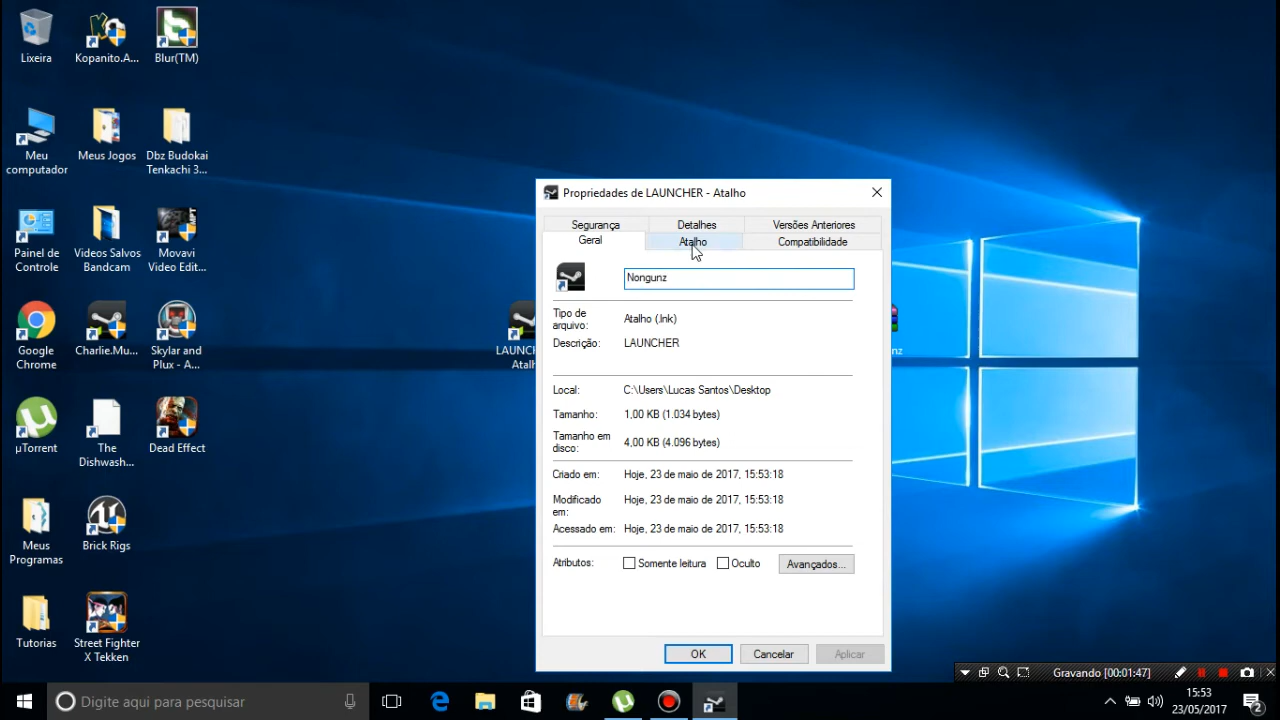 Lixeira
Kopanito.A...
Blur(TM)
Meu
computador
Meus Jogos
Dbz Budokai
Tenkachi 3...
Painel de
Controle
Videos Salvos
Bandcam
Movavi
Video Edit...
Google
Chrome
Charlie.Mu...
Skylar and
Plux - A...
µTorrent
The
Dishwash...
Dead Effect
Meus
Programas
Brick Rigs
Tutorias
Street Fighter
X Tekken
LAUNCH
Atalh
nz
Propriedades de LAUNCHER - Atalho
Segurança
Detalhes
Versões Anteriores
Geral
Atalho
Compatibilidade
Nongunz
Tipo de
arquivo:
Atalho (.lnk)
Descrição:
LAUNCHER
Local:
C:\Users\Lucas Santos\Desktop
Tamanho:
1,00 KB (1.034 bytes)
Tamanho em
disco:
4,00 KB (4.096 bytes)
Criado em:
Hoje, 23 de maio de 2017, 15:53:18
Modificado
em:
Hoje, 23 de maio de 2017, 15:53:18
Acessado em:
Hoje, 23 de maio de 2017, 15:53:18
Atributos:
Somente leitura
Oculto
Avançados...
OK
Cancelar
Aplicar
Gravando [00:01:47]
Digite aqui para pesquisar
15:53
23/05/2017
2